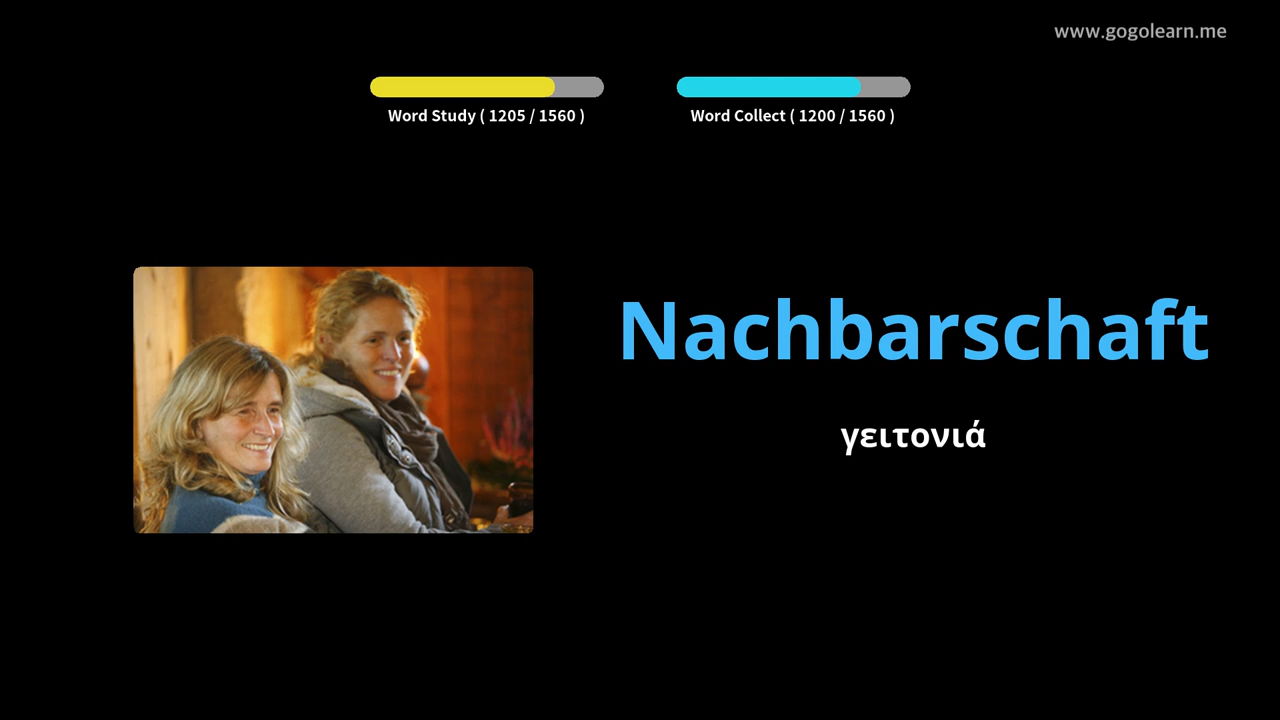 www.gogolearn.me
Word Study ( 1205 / 1560 )
Word Collect ( 1200 / 1560 )
Nachbarschaft
γειτονιά